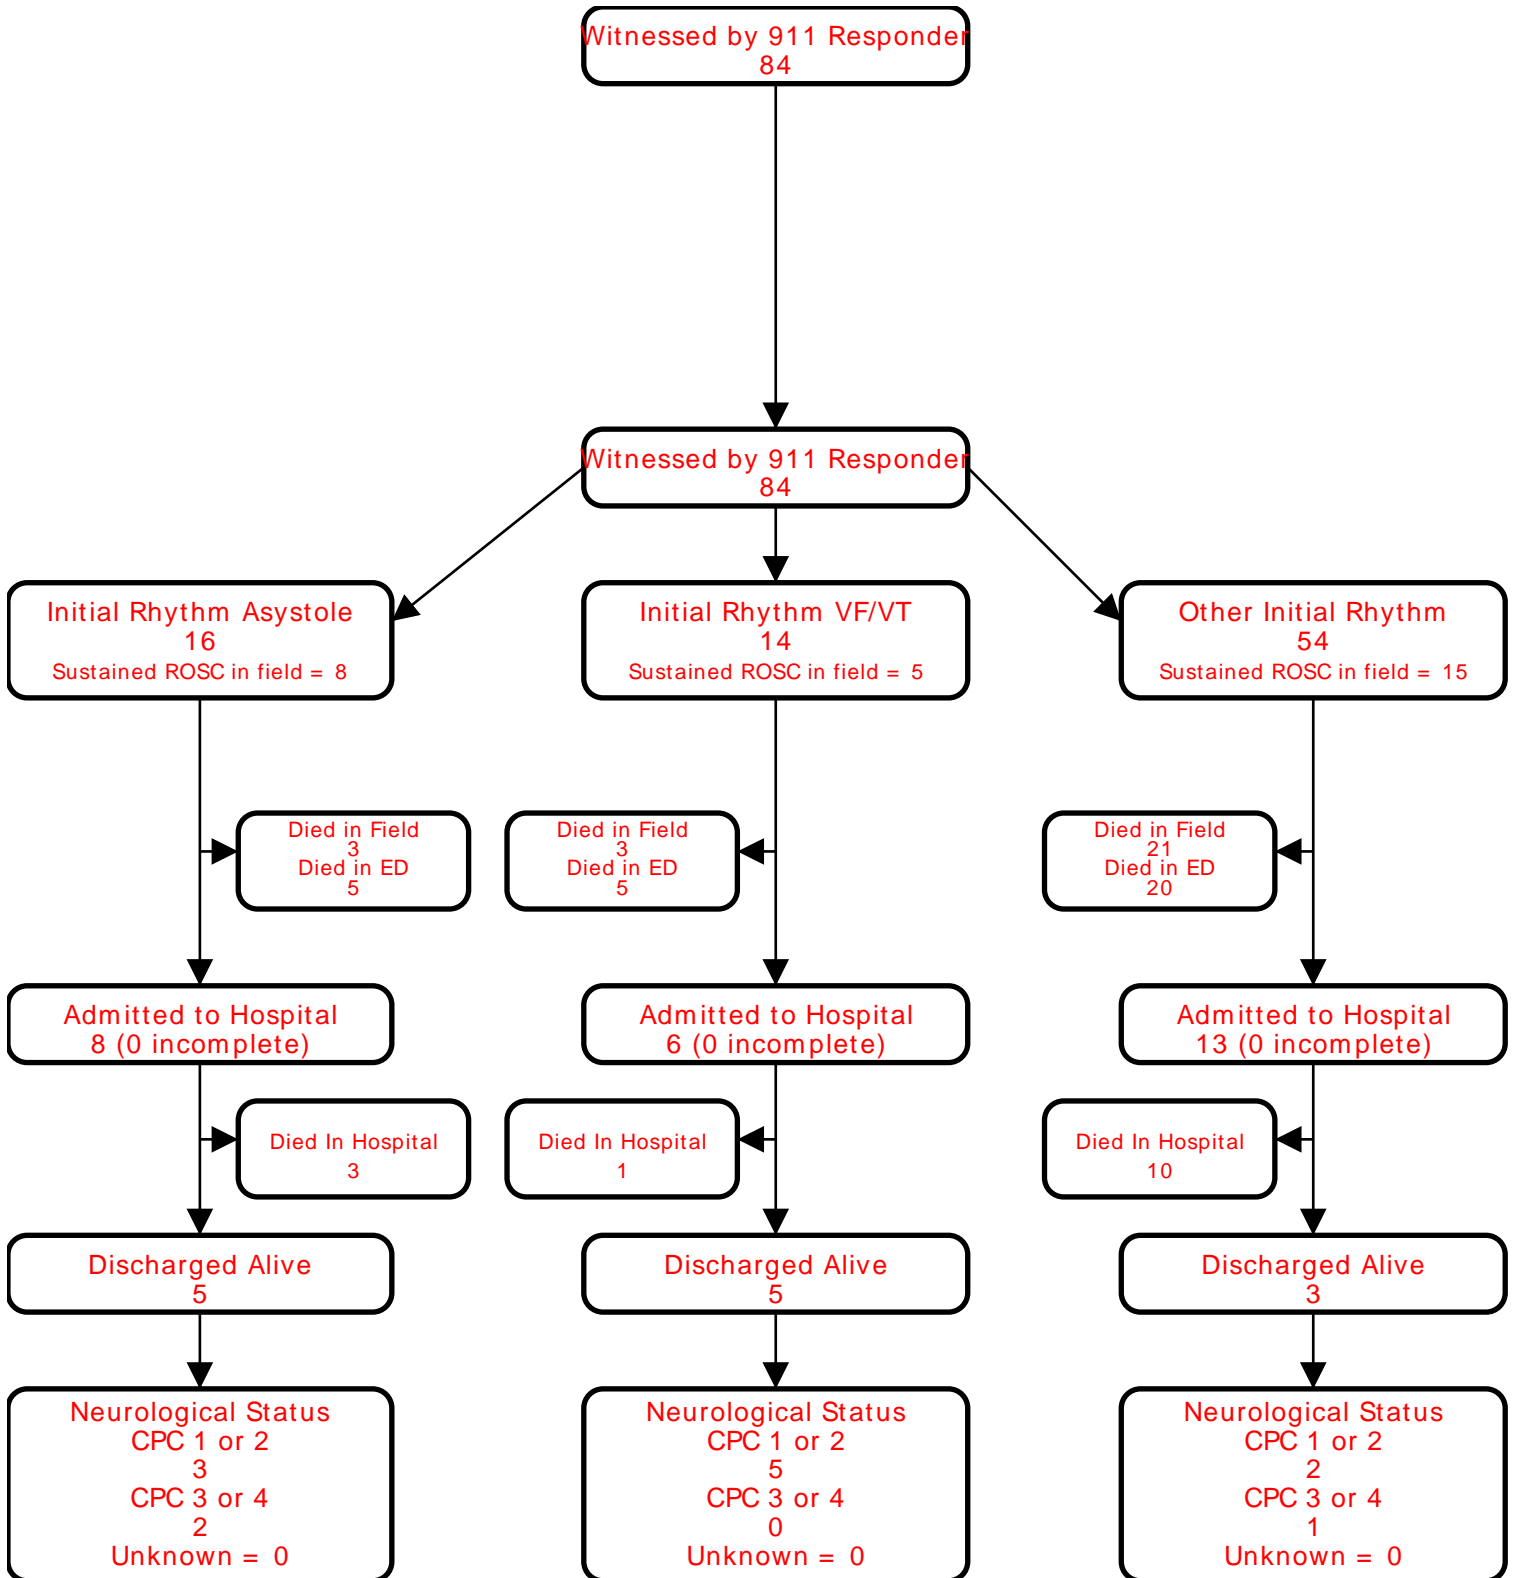 Witnessed by 911 Responder
84
Witnessed by 911 Responder
84
Initial Rhythm Asystole
16
Sustained ROSC in field = 8
Initial Rhythm VF/VT
14
Sustained ROSC in field = 5
Other Initial Rhythm
54
Sustained ROSC in field = 15
Died in Field
3
Died in ED
5
Died in Field
3
Died in ED
5
Died in Field
21
Died in ED
20
Admitted to Hospital
8 (0 incomplete)
Admitted to Hospital
6 (0 incomplete)
Admitted to Hospital
13 (0 incomplete)
Died In Hospital
3
Died In Hospital
1
Died In Hospital
10
Discharged Alive
5
Discharged Alive
5
Discharged Alive
3
Neurological Status
CPC 1 or 2
3
CPC 3 or 4
2
Unknown = 0
Neurological Status
CPC 1 or 2
5
CPC 3 or 4
0
Unknown = 0
Neurological Status
CPC 1 or 2
2
CPC 3 or 4
1
Unknown = 0